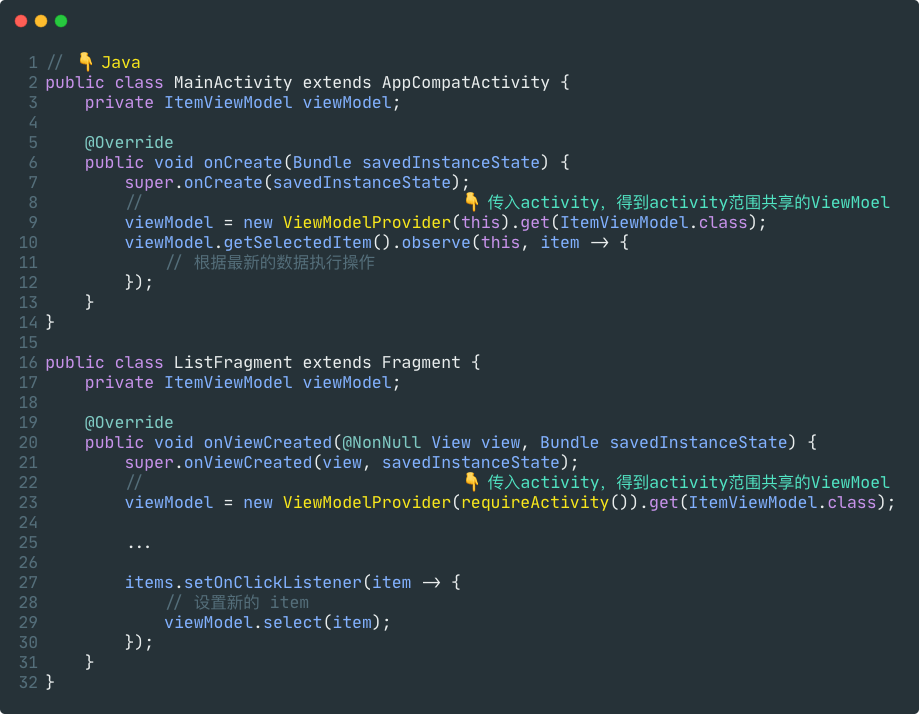 1 // 👇 Java
2 public class MainActivity extends AppCompatActivity {
3     private ItemViewModel viewModel;
4
5     @Override
6     public void onCreate(Bundle savedInstanceState) {
7         super.onCreate(savedInstanceState);
8         //                                 👇 传入activity，得到activity范围共享的ViewMoel
9         viewModel = new ViewModelProvider(this).get(ItemViewModel.class);
10         viewModel.getSelectedItem().observe(this, item -> {
11             // 根据最新的数据执行操作
12         });
13     }
14 }
15
16 public class ListFragment extends Fragment {
17     private ItemViewModel viewModel;
18
19     @Override
20     public void onViewCreated(@NonNull View view, Bundle savedInstanceState) {
21         super.onViewCreated(view, savedInstanceState);
22         //                                 👇 传入activity，得到activity范围共享的ViewMoel
23         viewModel = new ViewModelProvider(requireActivity()).get(ItemViewModel.class);
24
25         ...
26
27         items.setOnClickListener(item -> {
28             // 设置新的 item
29             viewModel.select(item);
30         });
31     }
32 }